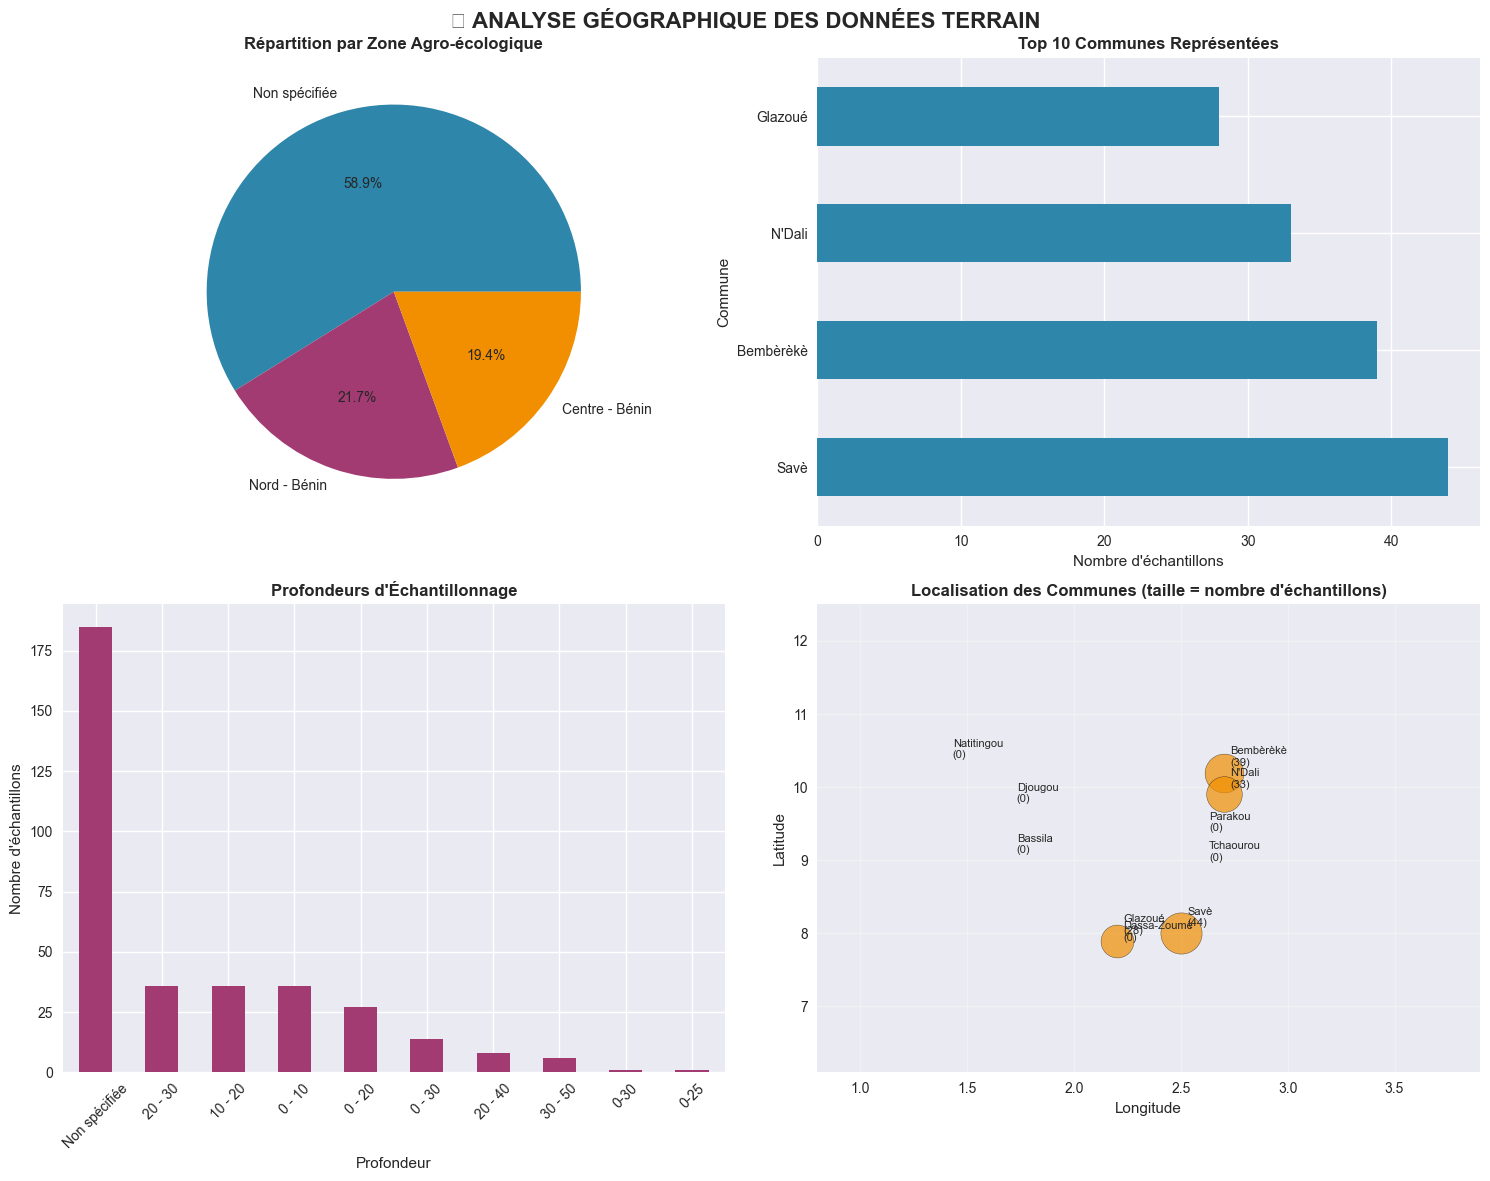 ANALYSE GÉOGRAPHIQUE DES DONNÉES TERRAIN
Répartition par Zone Agro-écologique
Non spécifiée
58.9%
19.4%
21.7%
Centre - Bénin
Nord - Bénin
Top 10 Communes Représentées
Commune
Glazoué
N'Dali
Bembèrèkè
Savè
0
10
20
30
40
Nombre d'échantillons
Profondeurs d'Échantillonnage
Nombre d'échantillons
175
150
125
100
75
50
25
0
Non spécifiée
20 - 30
10 - 20
0 - 10
0 - 20
0 - 30
20 - 40
30 - 50
0-30
0-25
Profondeur
Localisation des Communes (taille = nombre d'échantillons)
Latitude
12
11
10
9
8
7
Natitingou
(0)
Bembèrèkè
(39)
N'Dali
(33)
Djougou
(0)
Parakou
(0)
Bassila
(0)
Tchaourou
(0)
Savè
(44)
Glazoué
(28)
Dassa-Zoumè
(0)
1.0
1.5
2.0
2.5
3.0
3.5
Longitude